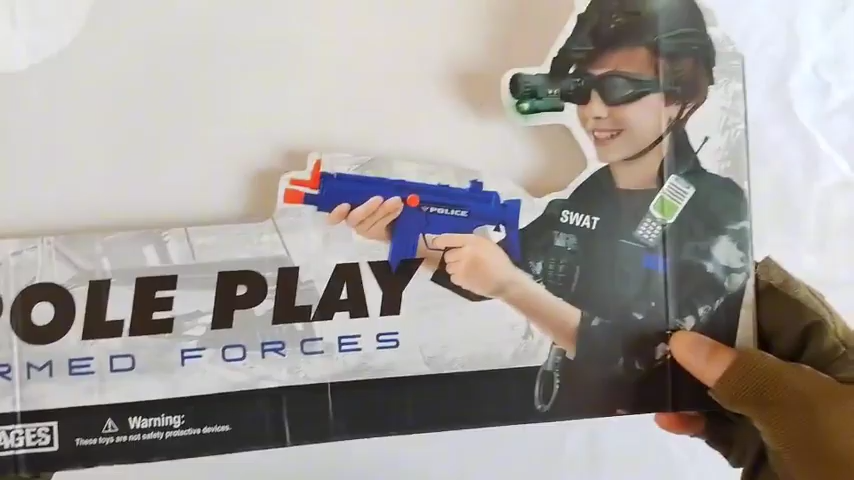 POLICE
SWAT
OLE PLAY
RMED FORCES
AGES
Warning:
These toys are not safety protective devices.